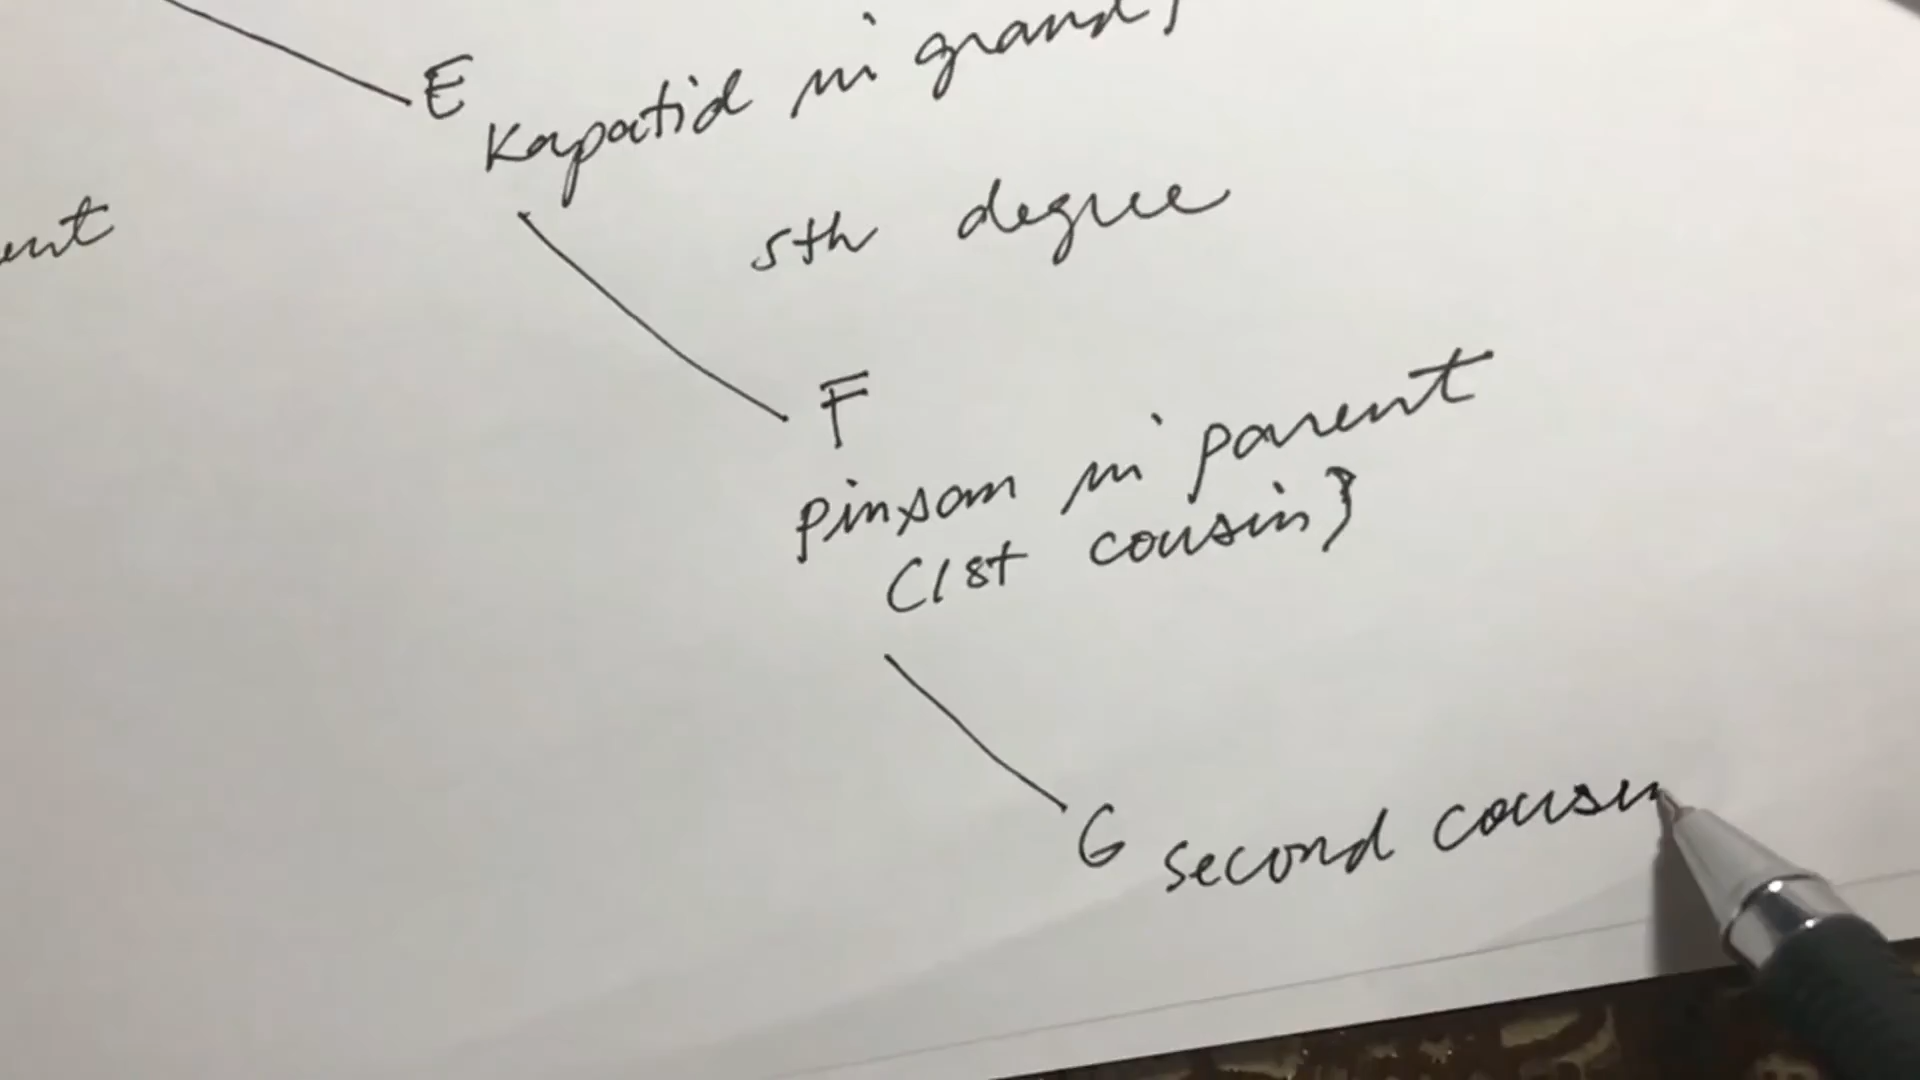 E
Kapatid ni grand
ent
5th degree
F
pinsan ni parent
(1st cousin)
G second cousin